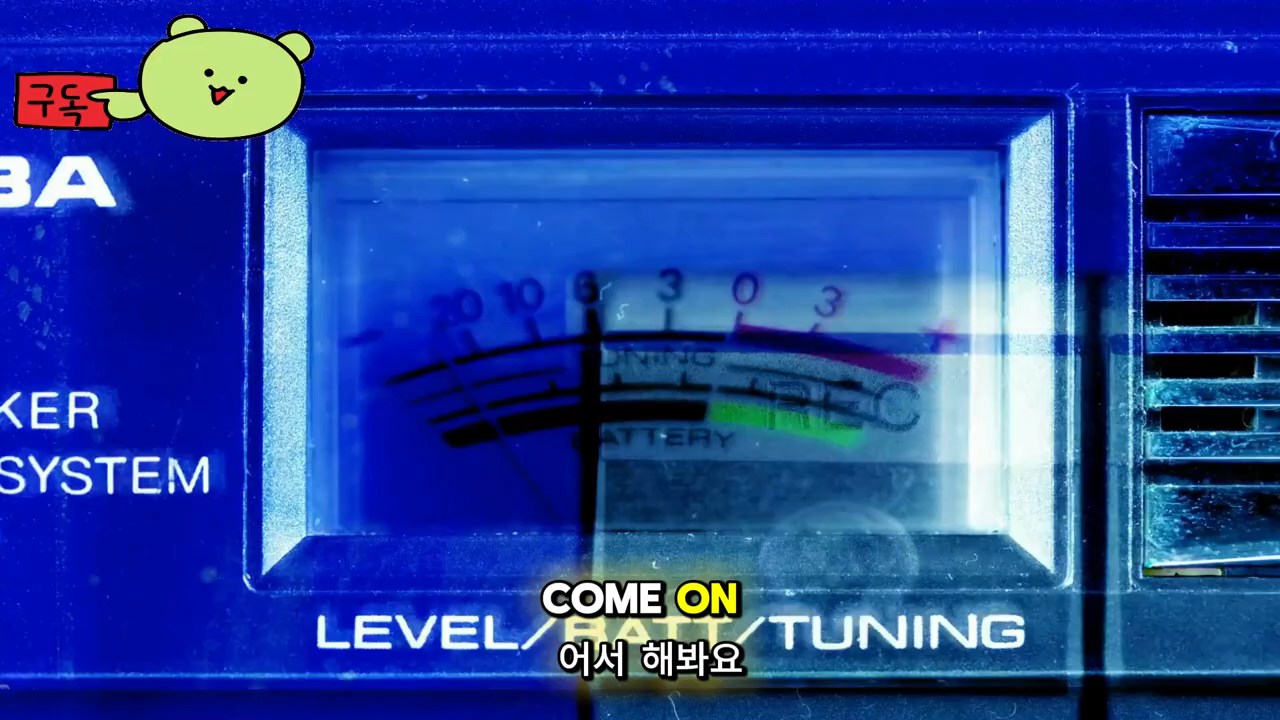 구독
BA
20 10 6 3 0 3
- +
TUNING
REC
BATTERY
KER
SYSTEM
COME ON
LEVEL/BATT/TUNING
어서 해봐요